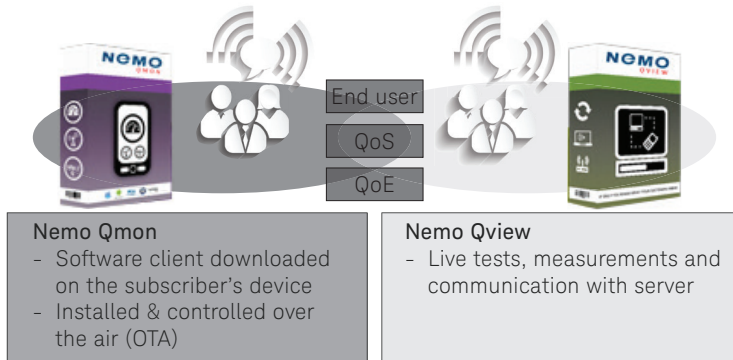 NEMO
QMON
NEMO
QVIEW
End user
QoS
QoE
Nemo Qmon
- Software client downloaded
on the subscriber's device
- Installed & controlled over
the air (OTA)
Nemo Qview
- Live tests, measurements and
communication with server